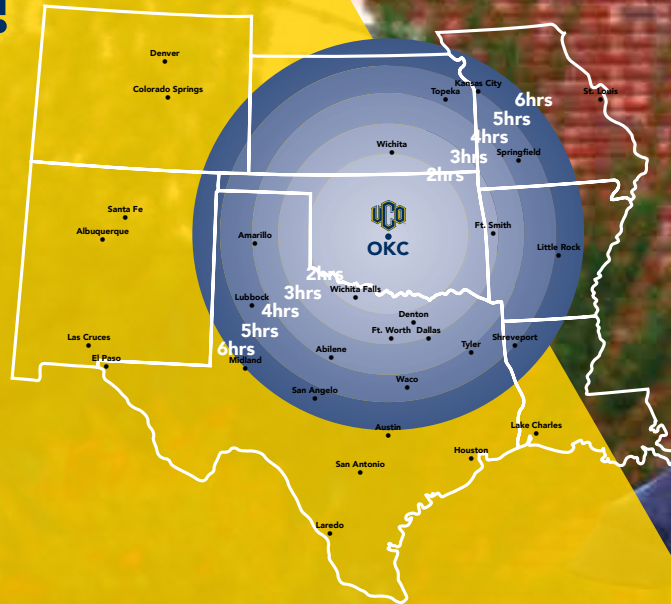 !
Denver
Colorado Springs
Kansas City
Topeka
St. Louis
6hrs
5hrs
4hrs
3hrs
2hrs
Wichita
Springfield
Santa Fe
Albuquerque
UCO
OKC
Amarillo
Ft. Smith
Little Rock
2hrs
3hrs
4hrs
5hrs
6hrs
Wichita Falls
Lubbock
Denton
Ft. Worth
Dallas
Las Cruces
El Paso
Abilene
Tyler
Shreveport
Midland
San Angelo
Waco
Austin
Lake Charles
Houston
San Antonio
Laredo